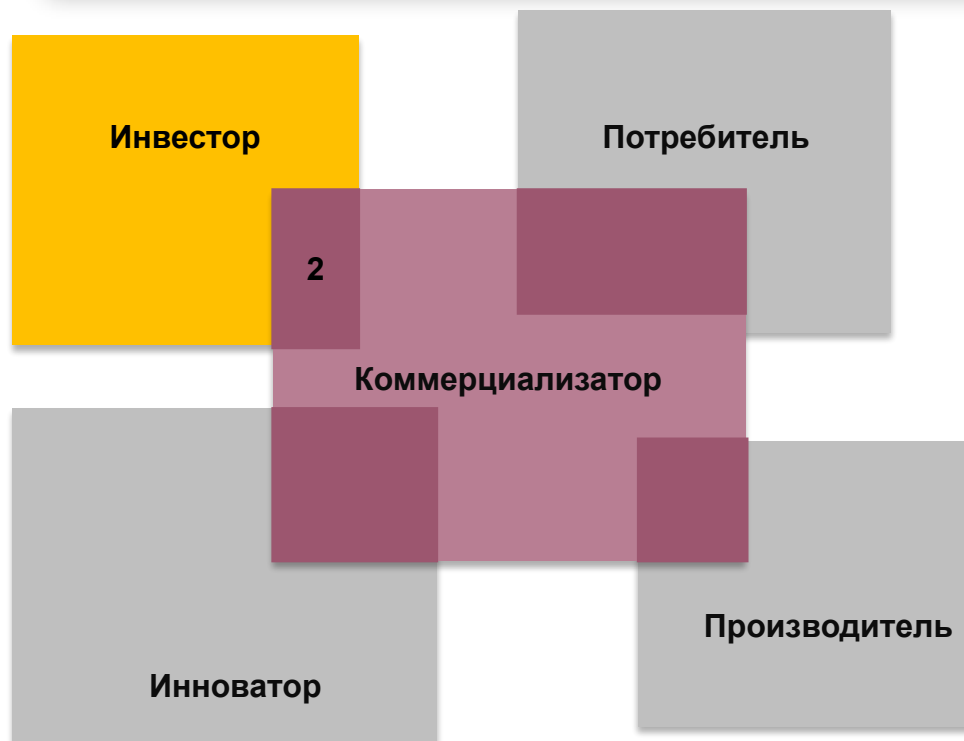 Инвестор
Потребитель
2
Коммерциализатор
Производитель
Инноватор